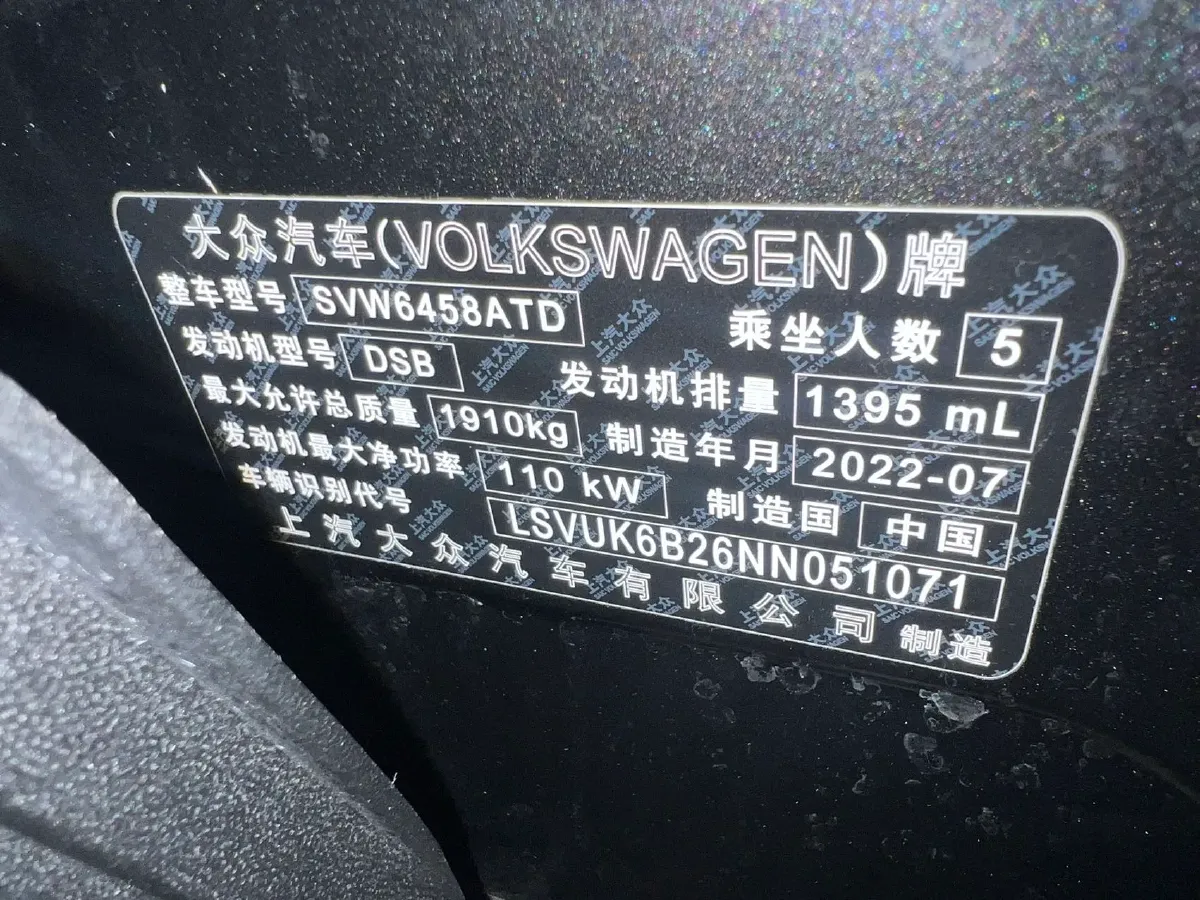 大众汽车(VOLKSWAGEN)牌
整车型号 SVW6458ATD 乘坐人数 5
发动机型号 DSB 发动机排量 1395 mL
最大允许总质量 1910kg 制造年月 2022-07
发动机最大净功率 110 kW 制造国 中国
车辆识别代号 LSVUK6B26NN051071
上汽大众汽车有限公司 制造